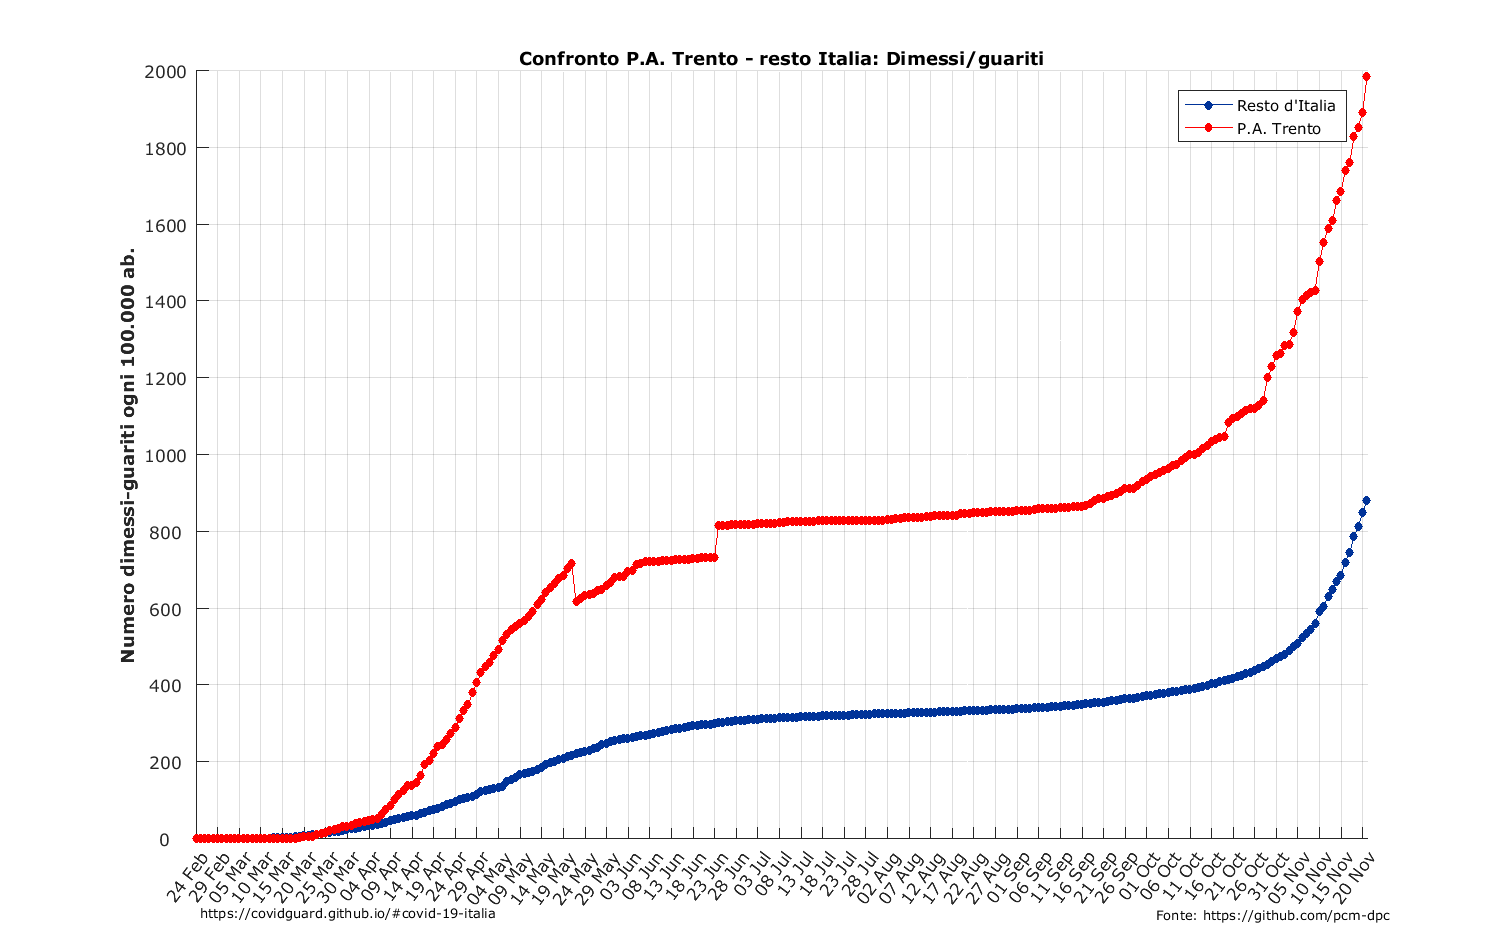 Confronto P.A. Trento - resto Italia: Dimessi/guariti
Resto d'Italia
P.A. Trento
Numero dimessi-guariti ogni 100.000 ab.
2000
1800
1600
1400
1200
1000
800
600
400
200
0
24 Feb
29 Feb
05 Mar
10 Mar
15 Mar
20 Mar
25 Mar
30 Mar
04 Apr
09 Apr
14 Apr
19 Apr
24 Apr
29 Apr
04 May
09 May
14 May
19 May
24 May
29 May
03 Jun
08 Jun
13 Jun
18 Jun
23 Jun
28 Jun
03 Jul
08 Jul
13 Jul
18 Jul
23 Jul
28 Jul
02 Aug
07 Aug
12 Aug
17 Aug
22 Aug
27 Aug
01 Sep
06 Sep
11 Sep
16 Sep
21 Sep
26 Sep
01 Oct
06 Oct
11 Oct
16 Oct
21 Oct
26 Oct
31 Oct
05 Nov
10 Nov
15 Nov
20 Nov
https://covidguard.github.io/#covid-19-italia
Fonte: https://github.com/pcm-dpc